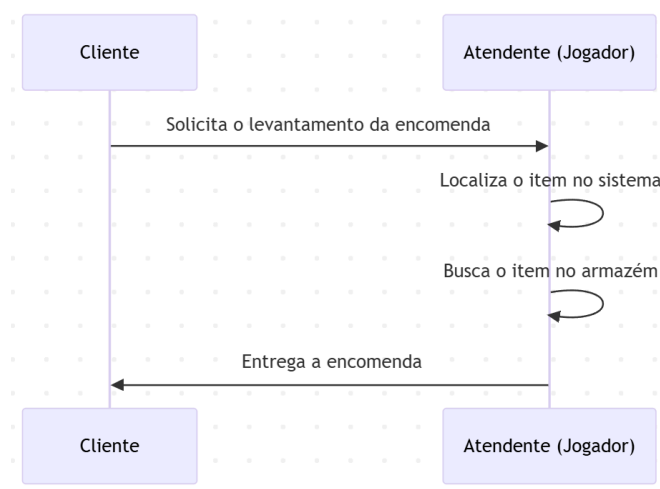 Cliente
Atendente (Jogador)
Solicita o levantamento da encomenda
Localiza o item no sistema
Busca o item no armazém
Entrega a encomenda
Cliente
Atendente (Jogador)